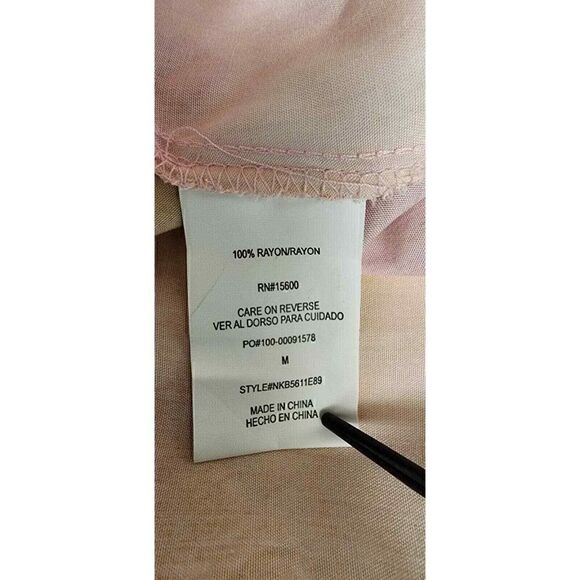 100% RAYON/RAYON
RN#15600
CARE ON REVERSE
VER AL DORSO PARA CUIDADO
PO#100-00091578
M
STYLE#NKB5611E89
MADE IN CHINA
HECHO EN CHINA